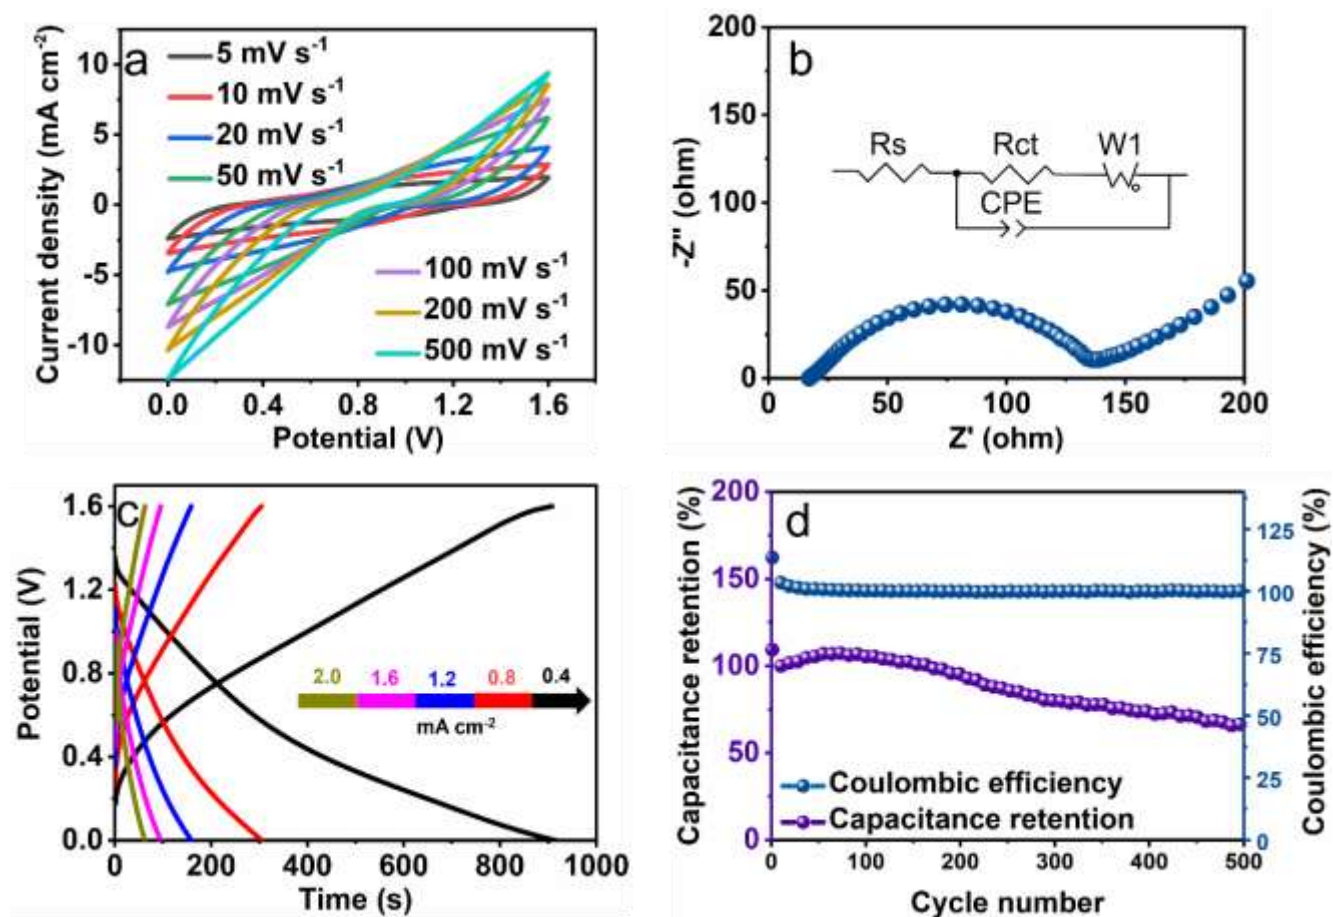 a
5 mV s⁻¹
10 mV s⁻¹
20 mV s⁻¹
50 mV s⁻¹
100 mV s⁻¹
200 mV s⁻¹
500 mV s⁻¹
Current density (mA cm⁻²)
10
5
0
-5
-10
0.0 0.4 0.8 1.2 1.6
Potential (V)
b
Rs Rct W1
CPE
-Z" (ohm)
200
150
100
50
0
0 50 100 150 200
Z' (ohm)
c
Potential (V)
1.6
1.2
0.8
0.4
0.0
2.0 1.6 1.2 0.8 0.4
mA cm⁻²
0 200 400 600 800 1000
Time (s)
d
Capacitance retention (%)
200
150
100
50
0
Coulombic efficiency
Capacitance retention
Coulombic efficiency (%)
125
100
75
50
25
0
0 100 200 300 400 500
Cycle number